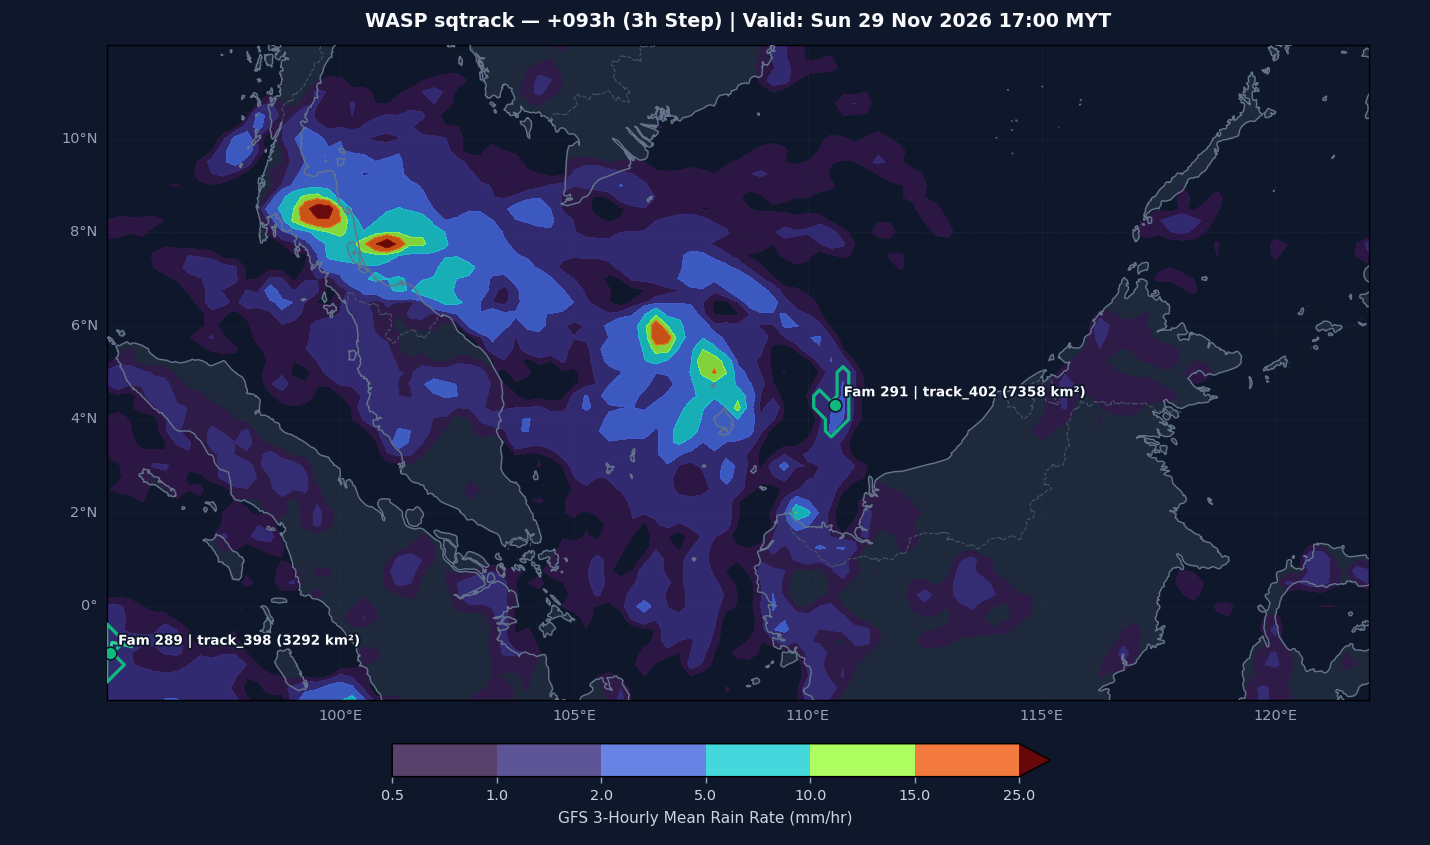 WASP sqtrack — +093h (3h Step) | Valid: Sun 29 Nov 2026 17:00 MYT
10°N
8°N
6°N
4°N
2°N
0°
Fam 291 | track_402 (7358 km²)
Fam 289 | track_398 (3292 km²)
100°E
105°E
110°E
115°E
120°E
0.5
1.0
2.0
5.0
10.0
15.0
25.0
GFS 3-Hourly Mean Rain Rate (mm/hr)